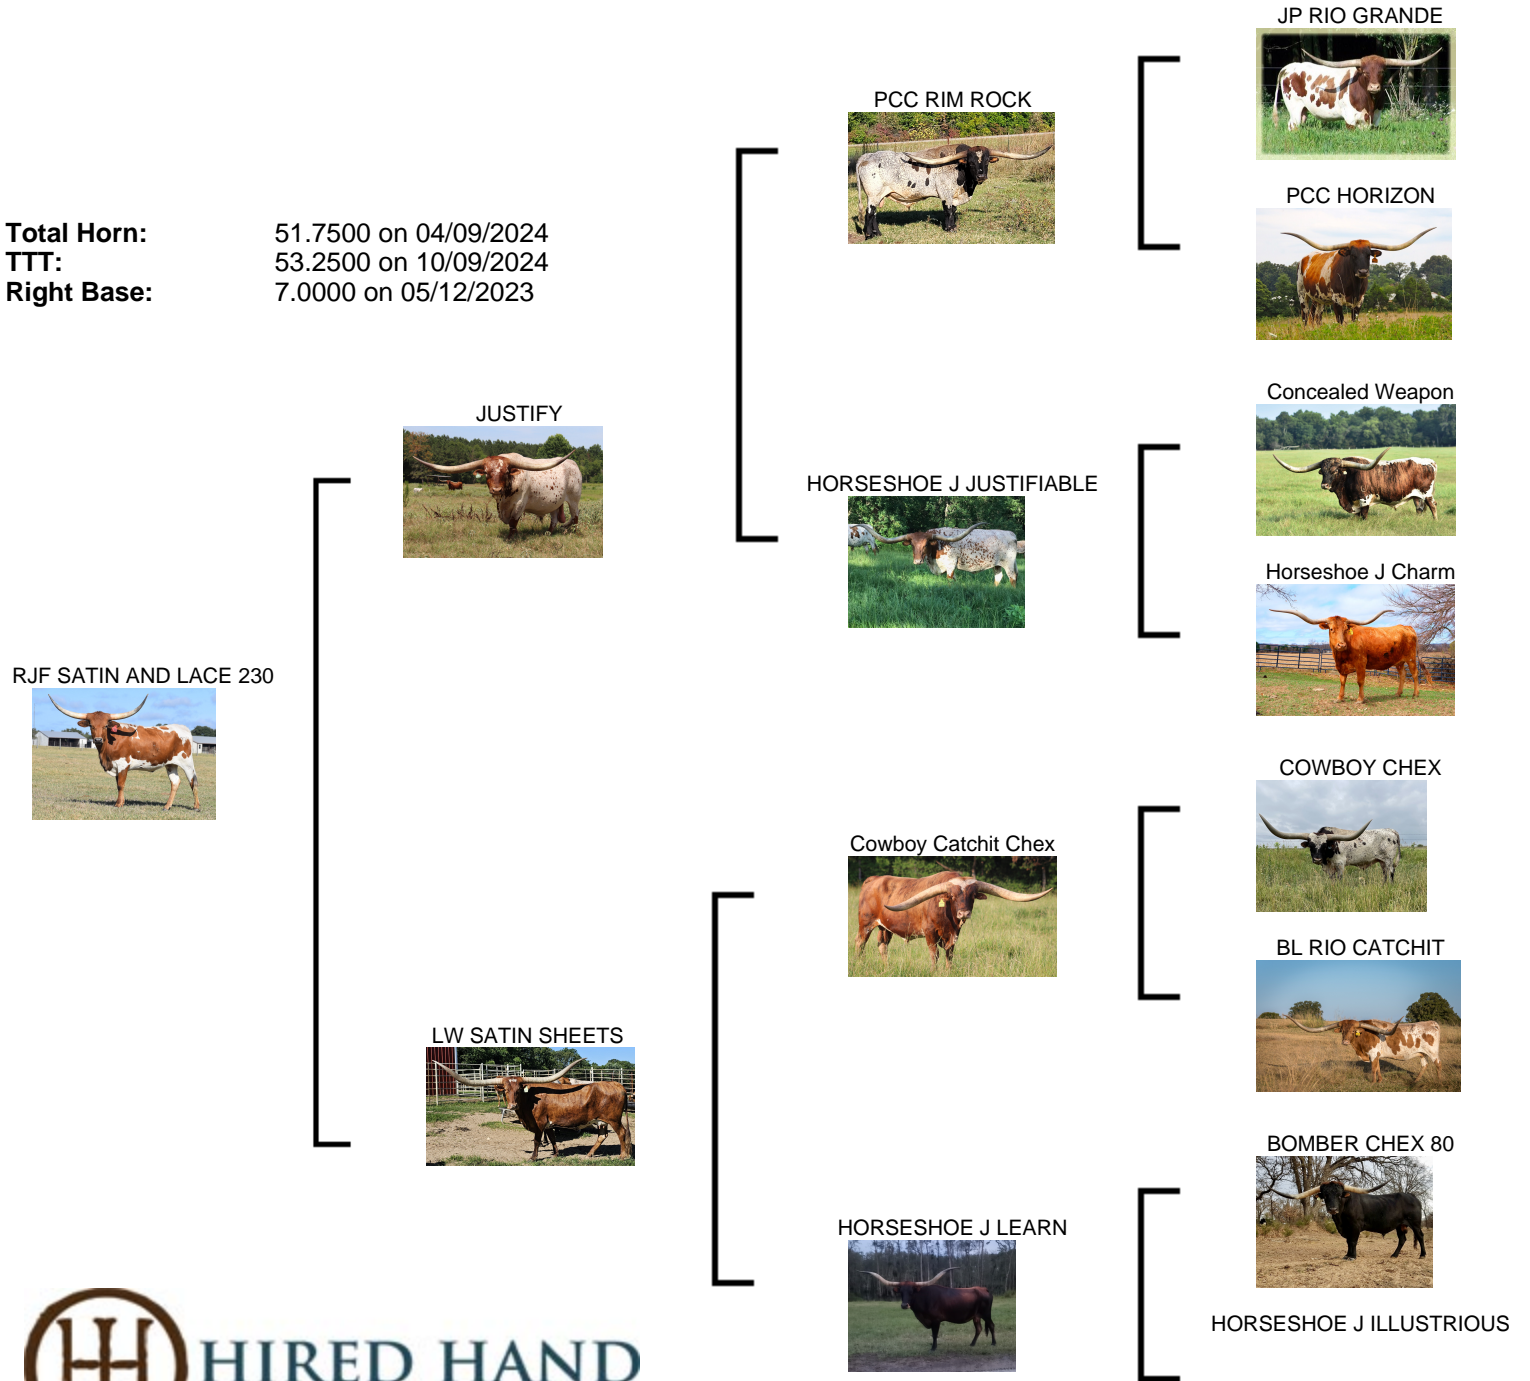 JP RIO GRANDE
PCC RIM ROCK
PCC HORIZON
Total Horn: 51.7500 on 04/09/2024
TTT: 53.2500 on 10/09/2024
Right Base: 7.0000 on 05/12/2023
Concealed Weapon
JUSTIFY
HORSESHOE J JUSTIFIABLE
Horseshoe J Charm
RJF SATIN AND LACE 230
COWBOY CHEX
Cowboy Catchit Chex
BL RIO CATCHIT
LW SATIN SHEETS
BOMBER CHEX 80
HORSESHOE J LEARN
HORSESHOE J ILLUSTRIOUS
HIRED HAND